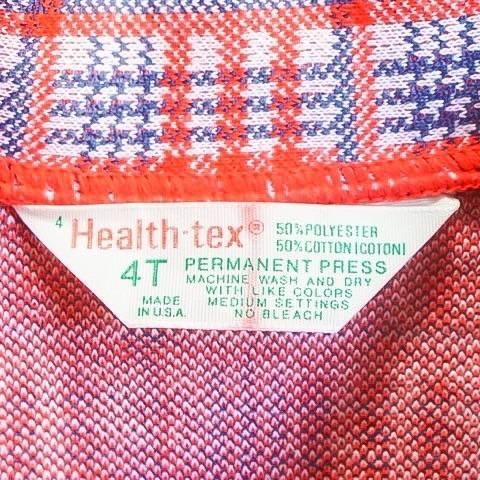 4 Health-tex®
50% POLYESTER
50% COTTON (COTON)
4T PERMANENT PRESS
MACHINE WASH AND DRY
WITH LIKE COLORS
MADE MEDIUM SETTINGS
IN U.S.A. NO BLEACH